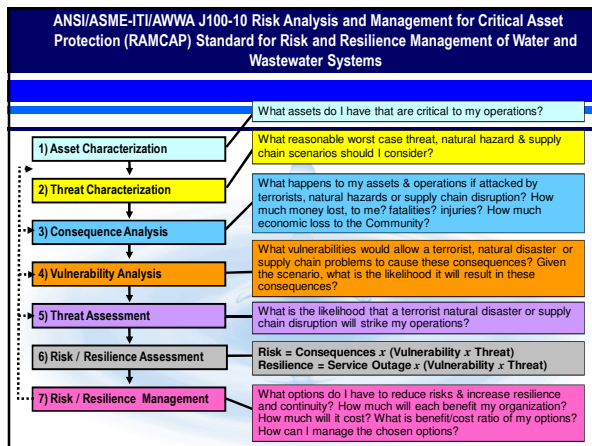 ANSI/ASME-ITI/AWWA J100-10 Risk Analysis and Management for Critical Asset
Protection (RAMCAP) Standard for Risk and Resilience Management of Water and
Wastewater Systems
What assets do I have that are critical to my operations?
1) Asset Characterization
What reasonable worst case threat, natural hazard & supply
chain scenarios should I consider?
2) Threat Characterization
What happens to my assets & operations if attacked by
terrorists, natural hazards or supply chain disruption? How
much money lost, to me? fatalities? injuries? How much
economic loss to the Community?
3) Consequence Analysis
What vulnerabilities would allow a terrorist, natural disaster or
supply chain problems to cause these consequences? Given
the scenario, what is the likelihood it will result in these
consequences?
4) Vulnerability Analysis
What is the likelihood that a terrorist natural disaster or supply
chain disruption will strike my operations?
5) Threat Assessment
Risk = Consequences x (Vulnerability x Threat)
Resilience = Service Outage x (Vulnerability x Threat)
6) Risk / Resilience Assessment
What options do I have to reduce risks & increase resilience
and continuity? How much will each benefit my organization?
How much will it cost? What is benefit/cost ratio of my options?
How can I manage the chosen options?
7) Risk / Resilience Management